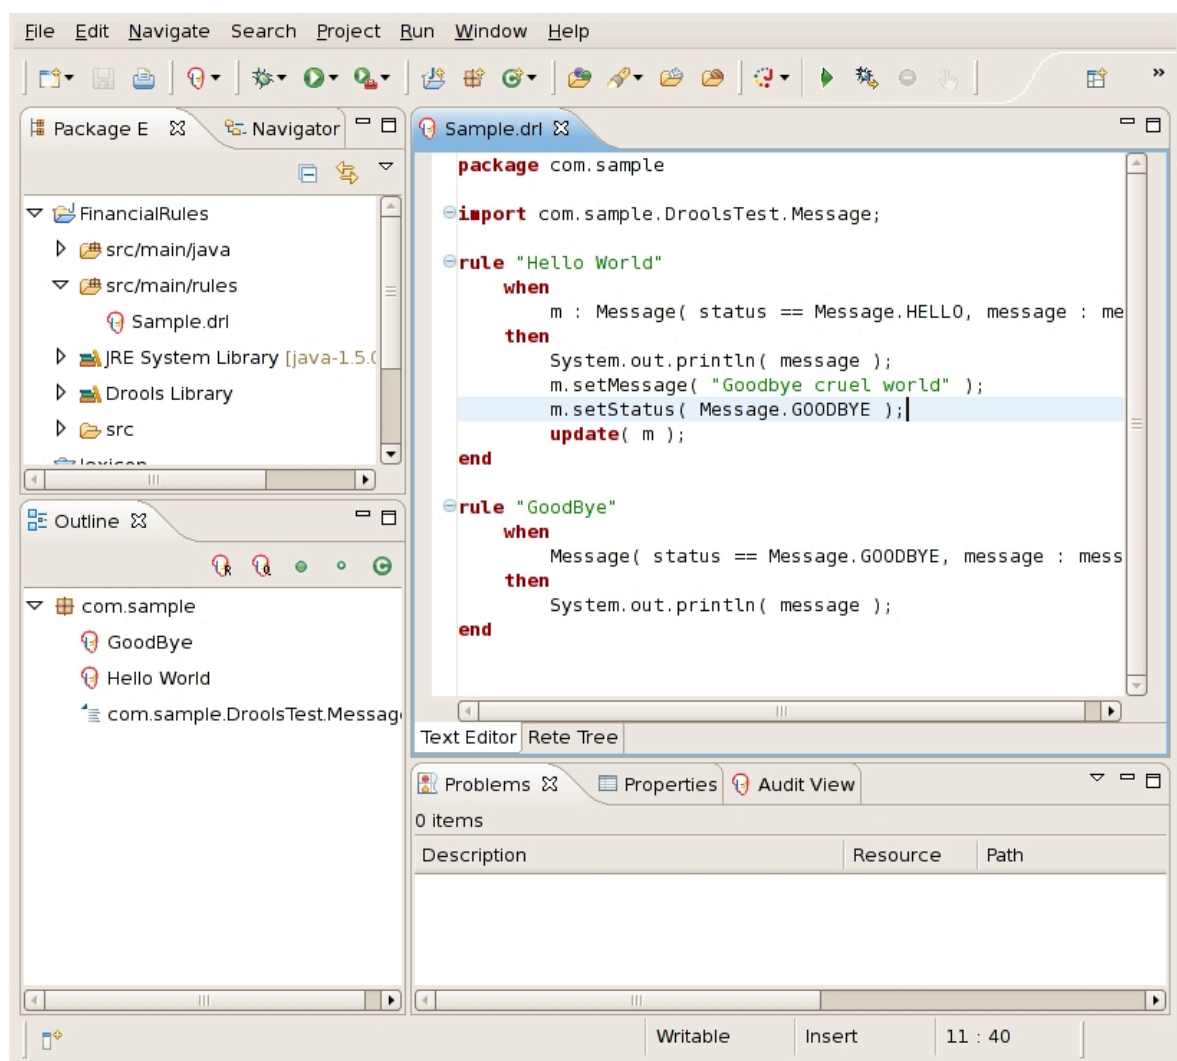 File Edit Navigate Search Project Run Window Help
Package E Navigator
FinancialRules
src/main/java
src/main/rules
Sample.drl
JRE System Library [java-1.5.0
Drools Library
src
lexicon
Outline
com.sample
GoodBye
Hello World
com.sample.DroolsTest.Messag
Sample.drl
package com.sample
import com.sample.DroolsTest.Message;
rule "Hello World"
when
m : Message( status == Message.HELLO, message : me
then
System.out.println( message );
m.setMessage( "Goodbye cruel world" );
m.setStatus( Message.GOODBYE );
update( m );
end
rule "GoodBye"
when
Message( status == Message.GOODBYE, message : mess
then
System.out.println( message );
end
Text Editor Rete Tree
Problems Properties Audit View
0 items
Description Resource Path
Writable Insert 11 : 40